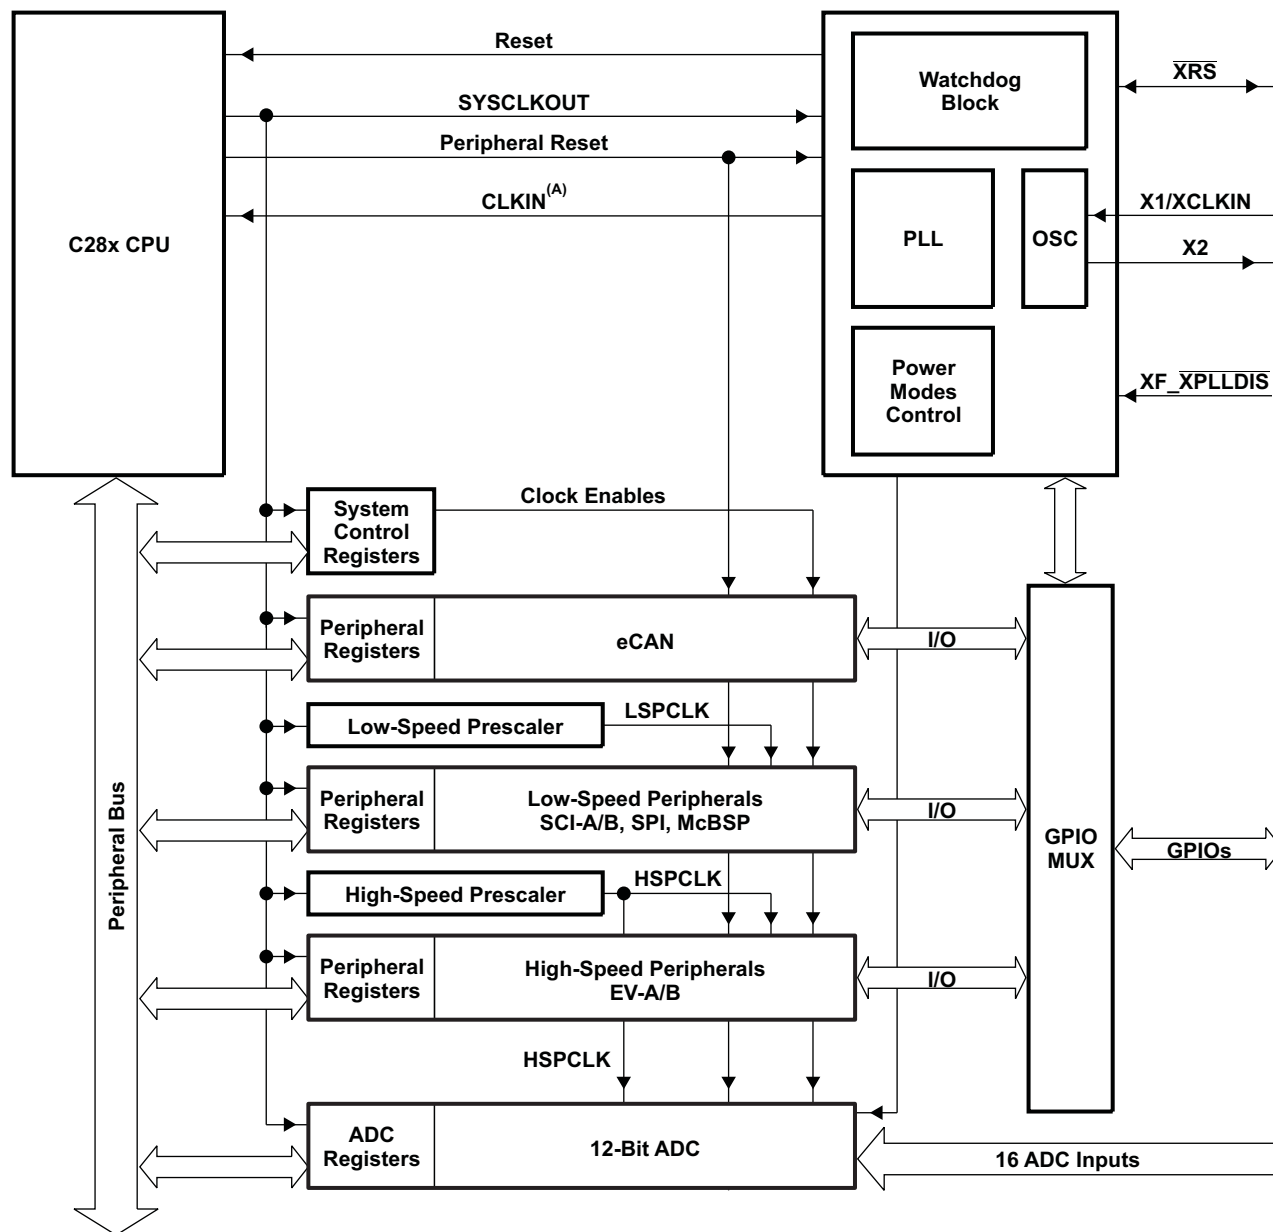 Reset
Watchdog
Block
XRS
SYSCLKOUT
Peripheral Reset
CLKIN(A)
X1/XCLKIN
C28x CPU
PLL
OSC
X2
Power
Modes
Control
XF_XPLLDIS
System
Control
Registers
Clock Enables
Peripheral
Registers
eCAN
I/O
Low-Speed Prescaler
LSPCLK
Peripheral Bus
Peripheral
Registers
Low-Speed Peripherals
SCI-A/B, SPI, McBSP
I/O
GPIO
MUX
GPIOs
High-Speed Prescaler
HSPCLK
Peripheral
Registers
High-Speed Peripherals
EV-A/B
I/O
HSPCLK
ADC
Registers
12-Bit ADC
16 ADC Inputs